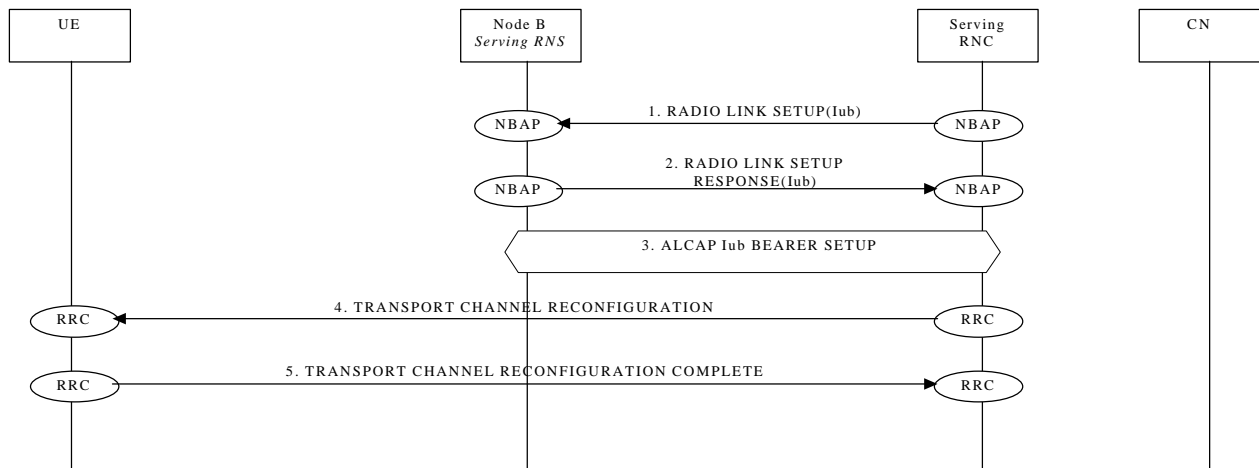 UE
Node B
Serving RNS
Serving
RNC
CN
1. RADIO LINK SETUP(Iub)
NBAP
NBAP
2. RADIO LINK SETUP
RESPONSE(Iub)
NBAP
NBAP
3. ALCAP Iub BEARER SETUP
4. TRANSPORT CHANNEL RECONFIGURATION
RRC
RRC
5. TRANSPORT CHANNEL RECONFIGURATION COMPLETE
RRC
RRC